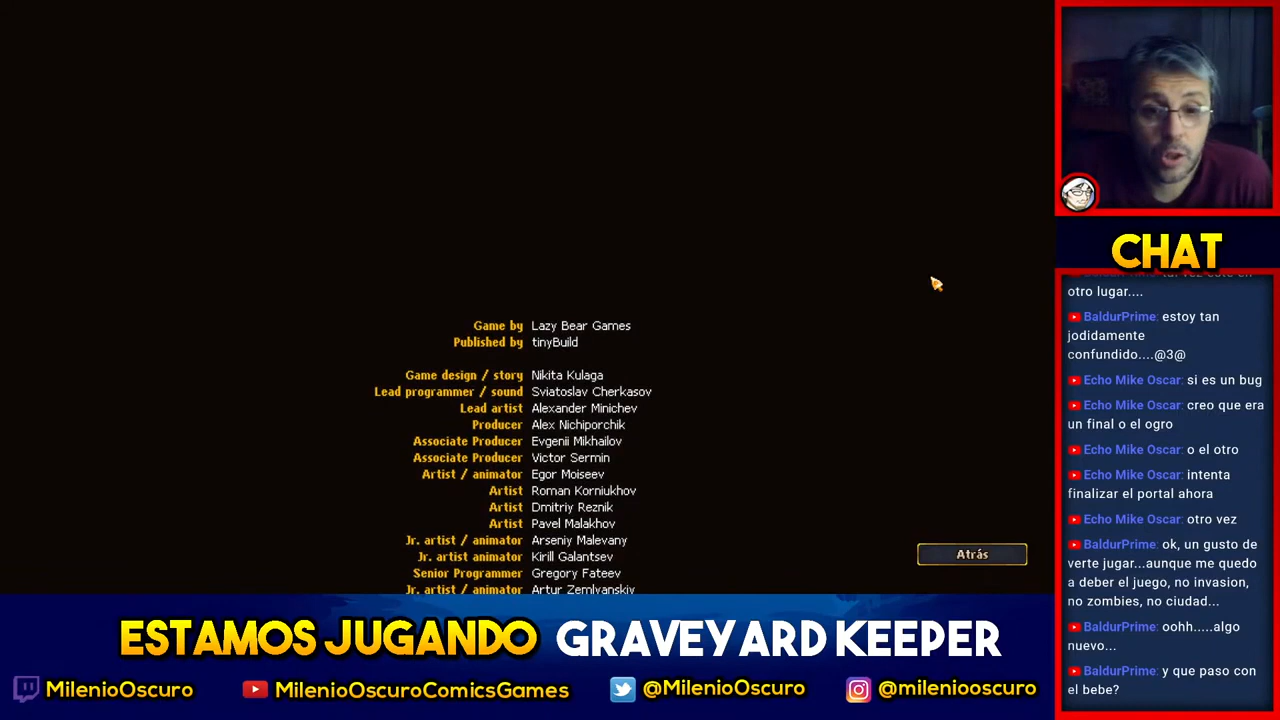 Game by Lazy Bear Games
Published by tinyBuild
Game design / story Nikita Kulaga
Lead programmer / sound Sviatoslav Cherkasov
Lead artist Alexander Minichev
Producer Alex Nichiporchik
Associate Producer Evgenii Mikhailov
Associate Producer Victor Sermin
Artist / animator Egor Moiseev
Artist Roman Korniukhov
Artist Dmitriy Reznik
Artist Pavel Malakhov
Jr. artist / animator Arseniy Malevany
Jr. artist animator Kirill Galantsev
Senior Programmer Gregory Fateev
Jr. artist / animator Artur Zemlyanskiy
Atrás
CHAT
otro lugar....
BaldurPrime: estoy tan
jodidamente
confundido....@3@
Echo Mike Oscar: si es un bug
Echo Mike Oscar: creo que era
un final o el ogro
Echo Mike Oscar: o el otro
Echo Mike Oscar: intenta
finalizar el portal ahora
Echo Mike Oscar: otro vez
BaldurPrime: ok, un gusto de
verte jugar...aunque me quedo
a deber el juego, no invasion,
no zombies, no ciudad...
BaldurPrime: oohh.....algo
nuevo...
BaldurPrime: y que paso con
el bebe?
ESTAMOS JUGANDO GRAVEYARD KEEPER
MilenioOscuro MilenioOscuroComicsGames @MilenioOscuro @mileniooscuro